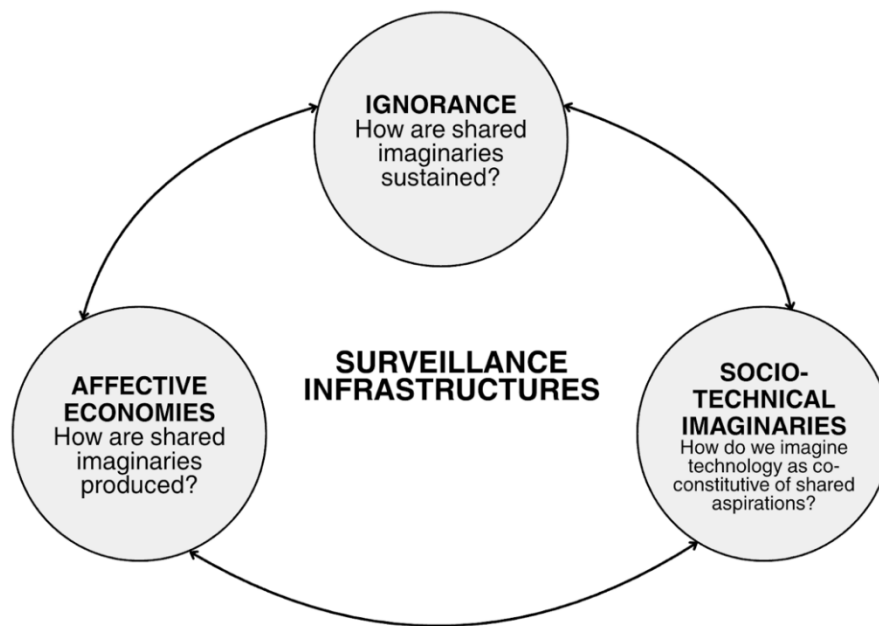 IGNORANCE
How are shared
imaginaries
sustained?
SURVEILLANCE
INFRASTRUCTURES
AFFECTIVE
ECONOMIES
How are shared
imaginaries
produced?
SOCIO-
TECHNICAL
IMAGINARIES
How do we imagine
technology as co-
constitutive of shared
aspirations?